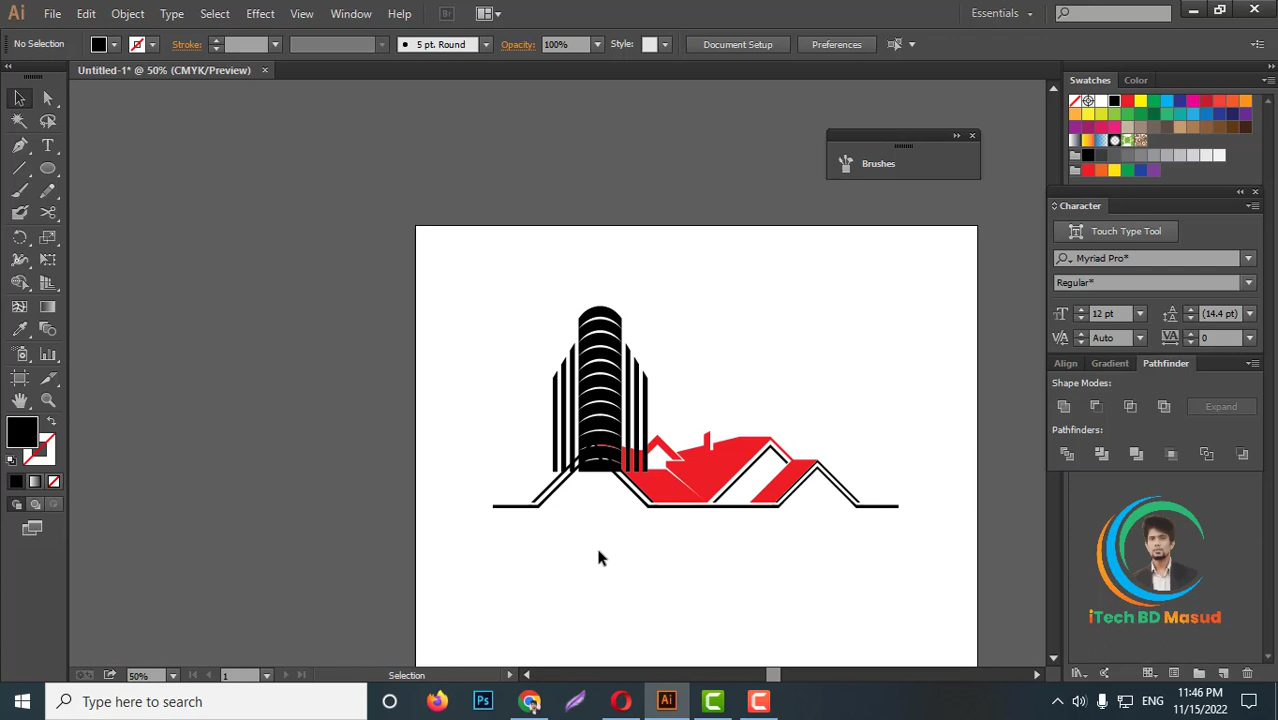 Ai File Edit Object Type Select Effect View Window Help Br Essentials
No Selection Stroke: 5 pt. Round Opacity: 100% Style: Document Setup Preferences
Untitled-1* @ 50% (CMYK/Preview)
Swatches Color
Brushes
Character
Touch Type Tool
Myriad Pro*
Regular*
12 pt (14.4 pt)
Auto 0
Align Gradient Pathfinder
Shape Modes:
Expand
Pathfinders:
iTech BD Masud
50% 1 Selection
Type here to search Ps Ai ENG 11:46 PM
11/15/2022